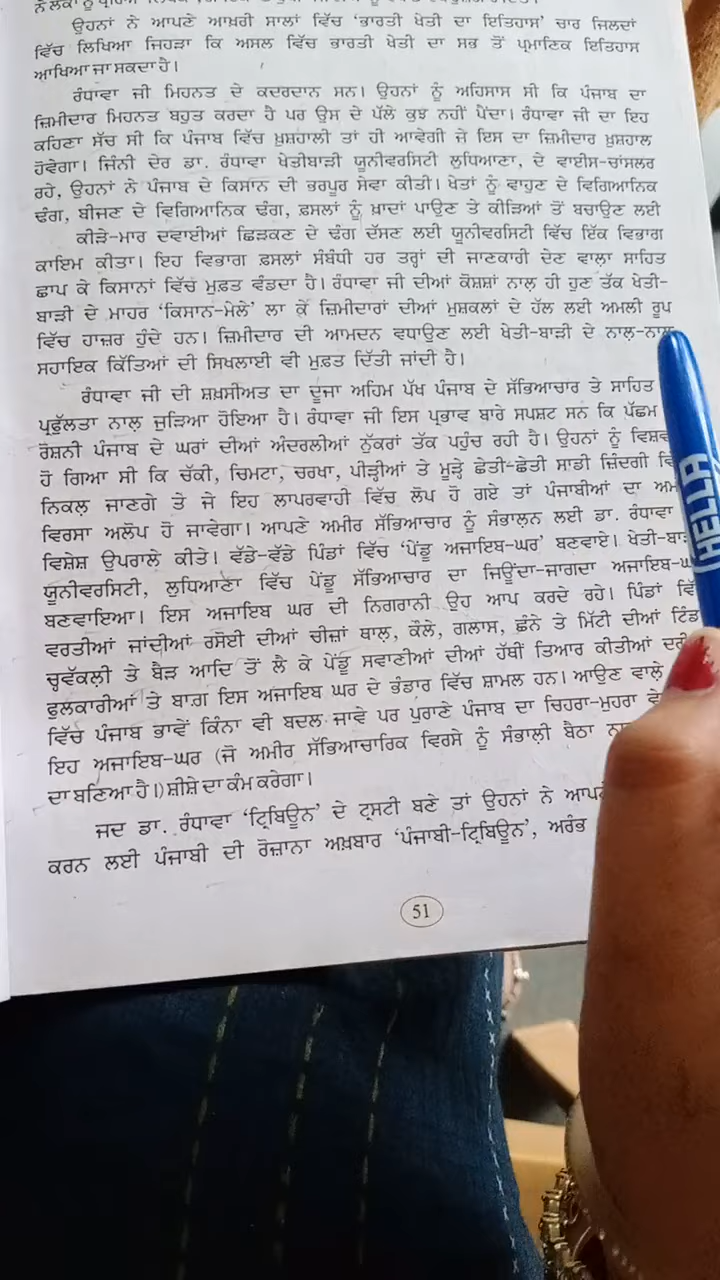 ਉਹਨਾਂ ਨੇ ਆਪਣੇ ਆਖ਼ਰੀ ਸਾਲਾਂ ਵਿੱਚ ‘ਭਾਰਤੀ ਖੇਤੀ ਦਾ ਇਤਿਹਾਸ’ ਚਾਰ ਜਿਲਦਾਂ
ਵਿੱਚ ਲਿਖਿਆ ਜਿਹੜਾ ਕਿ ਅਸਲ ਵਿੱਚ ਭਾਰਤੀ ਖੇਤੀ ਦਾ ਸਭ ਤੋਂ ਪ੍ਰਮਾਣਿਕ ਇਤਿਹਾਸ
ਆਖਿਆ ਜਾ ਸਕਦਾ ਹੈ।
ਰੰਧਾਵਾ ਜੀ ਮਿਹਨਤ ਦੇ ਕਦਰਦਾਨ ਸਨ। ਉਹਨਾਂ ਨੂੰ ਅਹਿਸਾਸ ਸੀ ਕਿ ਪੰਜਾਬ ਦਾ
ਜ਼ਿਮੀਦਾਰ ਮਿਹਨਤ ਬਹੁਤ ਕਰਦਾ ਹੈ ਪਰ ਉਸ ਦੇ ਪੱਲੇ ਕੁਝ ਨਹੀਂ ਪੈਂਦਾ। ਰੰਧਾਵਾ ਜੀ ਦਾ ਇਹ
ਕਹਿਣਾ ਸੱਚ ਸੀ ਕਿ ਪੰਜਾਬ ਵਿੱਚ ਖ਼ੁਸ਼ਹਾਲੀ ਤਾਂ ਹੀ ਆਵੇਗੀ ਜੇ ਇਸ ਦਾ ਜ਼ਿਮੀਦਾਰ ਖ਼ੁਸ਼ਹਾਲ
ਹੋਵੇਗਾ। ਜਿੰਨੀ ਦੇਰ ਡਾ. ਰੰਧਾਵਾ ਖੇਤੀਬਾੜੀ ਯੂਨੀਵਰਸਿਟੀ ਲੁਧਿਆਣਾ, ਦੇ ਵਾਈਸ-ਚਾਂਸਲਰ
ਰਹੇ, ਉਹਨਾਂ ਨੇ ਪੰਜਾਬ ਦੇ ਕਿਸਾਨ ਦੀ ਭਰਪੂਰ ਸੇਵਾ ਕੀਤੀ। ਖੇਤਾਂ ਨੂੰ ਵਾਹੁਣ ਦੇ ਵਿਗਿਆਨਿਕ
ਢੰਗ, ਬੀਜਣ ਦੇ ਵਿਗਿਆਨਿਕ ਢੰਗ, ਫ਼ਸਲਾਂ ਨੂੰ ਖ਼ਾਦਾਂ ਪਾਉਣ ਤੇ ਕੀੜਿਆਂ ਤੋਂ ਬਚਾਉਣ ਲਈ
ਕੀੜੇ-ਮਾਰ ਦਵਾਈਆਂ ਛਿੜਕਣ ਦੇ ਢੰਗ ਦੱਸਣ ਲਈ ਯੂਨੀਵਰਸਿਟੀ ਵਿੱਚ ਇੱਕ ਵਿਭਾਗ
ਕਾਇਮ ਕੀਤਾ। ਇਹ ਵਿਭਾਗ ਫ਼ਸਲਾਂ ਸੰਬੰਧੀ ਹਰ ਤਰ੍ਹਾਂ ਦੀ ਜਾਣਕਾਰੀ ਦੇਣ ਵਾਲ਼ਾ ਸਾਹਿਤ
ਛਾਪ ਕੇ ਕਿਸਾਨਾਂ ਵਿੱਚ ਮੁਫ਼ਤ ਵੰਡਦਾ ਹੈ। ਰੰਧਾਵਾ ਜੀ ਦੀਆਂ ਕੋਸ਼ਸ਼ਾਂ ਨਾਲ਼ ਹੀ ਹੁਣ ਤੱਕ ਖੇਤੀ-
ਬਾੜੀ ਦੇ ਮਾਹਰ ‘ਕਿਸਾਨ-ਮੇਲੇ’ ਲਾ ਕੇ ਜ਼ਿਮੀਦਾਰਾਂ ਦੀਆਂ ਮੁਸ਼ਕਲਾਂ ਦੇ ਹੱਲ ਲਈ ਅਮਲੀ ਰੂਪ
ਵਿੱਚ ਹਾਜ਼ਰ ਹੁੰਦੇ ਹਨ। ਜ਼ਿਮੀਦਾਰ ਦੀ ਆਮਦਨ ਵਧਾਉਣ ਲਈ ਖੇਤੀ-ਬਾੜੀ ਦੇ ਨਾਲ਼-ਨਾਲ਼
ਸਹਾਇਕ ਕਿੱਤਿਆਂ ਦੀ ਸਿਖਲਾਈ ਵੀ ਮੁਫ਼ਤ ਦਿੱਤੀ ਜਾਂਦੀ ਹੈ।
ਰੰਧਾਵਾ ਜੀ ਦੀ ਸ਼ਖ਼ਸੀਅਤ ਦਾ ਦੂਜਾ ਅਹਿਮ ਪੱਖ ਪੰਜਾਬ ਦੇ ਸੱਭਿਆਚਾਰ ਤੇ ਸਾਹਿਤ
ਪ੍ਰਫੁੱਲਤਾ ਨਾਲ਼ ਜੁੜਿਆ ਹੋਇਆ ਹੈ। ਰੰਧਾਵਾ ਜੀ ਇਸ ਪ੍ਰਭਾਵ ਬਾਰੇ ਸਪਸ਼ਟ ਸਨ ਕਿ ਪੱਛਮ
ਰੋਸ਼ਨੀ ਪੰਜਾਬ ਦੇ ਘਰਾਂ ਦੀਆਂ ਅੰਦਰਲੀਆਂ ਨੁੱਕਰਾਂ ਤੱਕ ਪਹੁੰਚ ਰਹੀ ਹੈ। ਉਹਨਾਂ ਨੂੰ
ਹੋ ਗਿਆ ਸੀ ਕਿ ਚੱਕੀ, ਚਿਮਟਾ, ਚਰਖਾ, ਪੀੜ੍ਹੀਆਂ ਤੇ ਮੂੜ੍ਹੇ ਛੇਤੀ-ਛੇਤੀ ਸਾਡੀ ਜ਼ਿੰਦਗੀ
ਨਿਕਲ਼ ਜਾਣਗੇ ਤੇ ਜੇ ਇਹ ਲਾਪਰਵਾਹੀ ਵਿੱਚ ਲੋਪ ਹੋ ਗਏ ਤਾਂ ਪੰਜਾਬੀਆਂ ਦਾ
ਵਿਰਸਾ ਅਲੋਪ ਹੋ ਜਾਵੇਗਾ। ਆਪਣੇ ਅਮੀਰ ਸੱਭਿਆਚਾਰ ਨੂੰ ਸੰਭਾਲ਼ਨ ਲਈ ਡਾ. ਰੰਧਾਵਾ
ਵਿਸ਼ੇਸ਼ ਉਪਰਾਲੇ ਕੀਤੇ। ਵੱਡੇ-ਵੱਡੇ ਪਿੰਡਾਂ ਵਿੱਚ ‘ਪੇਂਡੂ ਅਜਾਇਬ-ਘਰ’ ਬਣਵਾਏ। ਖੇਤੀ-
ਯੂਨੀਵਰਸਿਟੀ, ਲੁਧਿਆਣਾ ਵਿੱਚ ਪੇਂਡੂ ਸੱਭਿਆਚਾਰ ਦਾ ਜਿਊਂਦਾ-ਜਾਗਦਾ ਅਜਾਇਬ-
ਬਣਵਾਇਆ। ਇਸ ਅਜਾਇਬ ਘਰ ਦੀ ਨਿਗਰਾਨੀ ਉਹ ਆਪ ਕਰਦੇ ਰਹੇ। ਪਿੰਡਾਂ
ਵਰਤੀਆਂ ਜਾਂਦੀਆਂ ਰਸੋਈ ਦੀਆਂ ਚੀਜ਼ਾਂ ਥਾਲ਼, ਕੌਲੇ, ਗਲਾਸ, ਛੰਨੇ ਤੇ ਮਿੱਟੀ ਦੀਆਂ
ਤੇ ਬੈੜ ਆਦਿ ਤੋਂ ਲੈ ਕੇ ਪੇਂਡੂ ਸਵਾਣੀਆਂ ਦੀਆਂ ਹੱਥੀਂ ਤਿਆਰ ਕੀਤੀਆਂ
ਫੁਲਕਾਰੀਆਂ ਤੇ ਬਾਗ਼ ਇਸ ਅਜਾਇਬ ਘਰ ਦੇ ਭੰਡਾਰ ਵਿੱਚ ਸ਼ਾਮਲ ਹਨ। ਆਉਣ ਵਾਲ਼ੇ
ਵਿੱਚ ਪੰਜਾਬ ਭਾਵੇਂ ਕਿੰਨਾ ਵੀ ਬਦਲ ਜਾਵੇ ਪਰ ਪੁਰਾਣੇ ਪੰਜਾਬ ਦਾ ਚਿਹਰਾ-ਮੁਹਰਾ
ਇਹ ਅਜਾਇਬ-ਘਰ (ਜੋ ਅਮੀਰ ਸੱਭਿਆਚਾਰਿਕ ਵਿਰਸੇ ਨੂੰ ਸੰਭਾਲ਼ੀ ਬੈਠਾ
ਦਾ ਬਣਿਆ ਹੈ।) ਸ਼ੀਸ਼ੇ ਦਾ ਕੰਮ ਕਰੇਗਾ।
ਜਦ ਡਾ. ਰੰਧਾਵਾ ‘ਟ੍ਰਿਬਿਊਨ’ ਦੇ ਟ੍ਰਸਟੀ ਬਣੇ ਤਾਂ ਉਹਨਾਂ ਨੇ
ਕਰਨ ਲਈ ਪੰਜਾਬੀ ਦੀ ਰੋਜ਼ਾਨਾ ਅਖ਼ਬਾਰ ‘ਪੰਜਾਬੀ-ਟ੍ਰਿਬਿਊਨ’, ਅਰੰਭ
51
HELLA